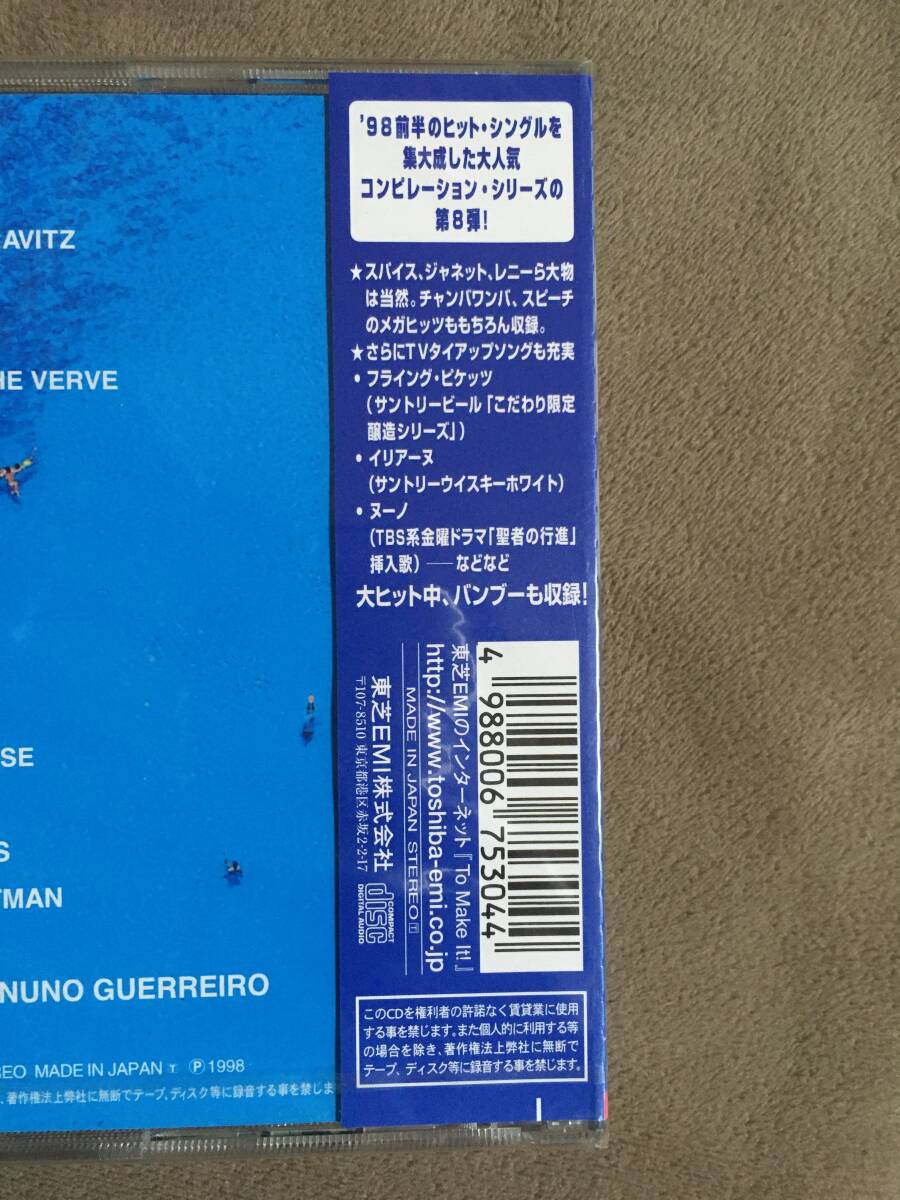 AVITZ
HE VERVE
SE
S
TMAN
NUNO GUERREIRO
REO MADE IN JAPAN T Ⓟ1998
、著作権法上弊社に無断でテープ、ディスク等に録音する事を禁じま
'98前半のヒット・シングルを
集大成した大人気
コンピレーション・シリーズの
第8弾!
★スパイス、ジャネット、レニーら大物
は当然。チャンバワンバ、スピーチ
のメガヒッツももちろん収録。
★さらにTVタイアップソングも充実
・フライング・ピケッツ
(サントリービール「こだわり限定
醸造シリーズ」)
・イリアーヌ
(サントリーウイスキーホワイト)
・ヌーノ
(TBS系金曜ドラマ「聖者の行進」
挿入歌)──などなど
大ヒット中、バンブーも収録!
4 988006 753044
東芝EMIのインターネット『To Make It!』
http://www.toshiba-emi.co.jp
MADE IN JAPAN STEREO T
東芝EMI株式会社
〒107-8510 東京都港区赤坂2-2-17
COMPACT
disc
DIGITAL AUDIO
このCDを権利者の許諾なく賃貸業に使用
する事を禁じます。また個人的に利用する等
の場合を除き、著作権法上弊社に無断で
テープ、ディスク等に録音する事を禁じます。